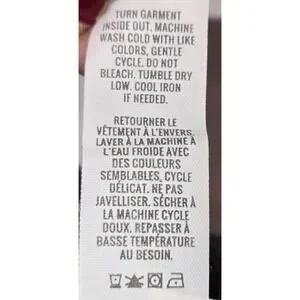 TURN GARMENT
INSIDE OUT. MACHINE
WASH COLD WITH LIKE
COLORS, GENTLE
CYCLE. DO NOT
BLEACH. TUMBLE DRY
LOW. COOL IRON
IF NEEDED.
RETOURNER LE
VÊTEMENT À L'ENVERS.
LAVER À LA MACHINE À
L'EAU FROIDE AVEC
DES COULEURS
SEMBLABLES, CYCLE
DÉLICAT. NE PAS
JAVELLISER. SÉCHER À
LA MACHINE CYCLE
DOUX. REPASSER À
BASSE TEMPÉRATURE
AU BESOIN.